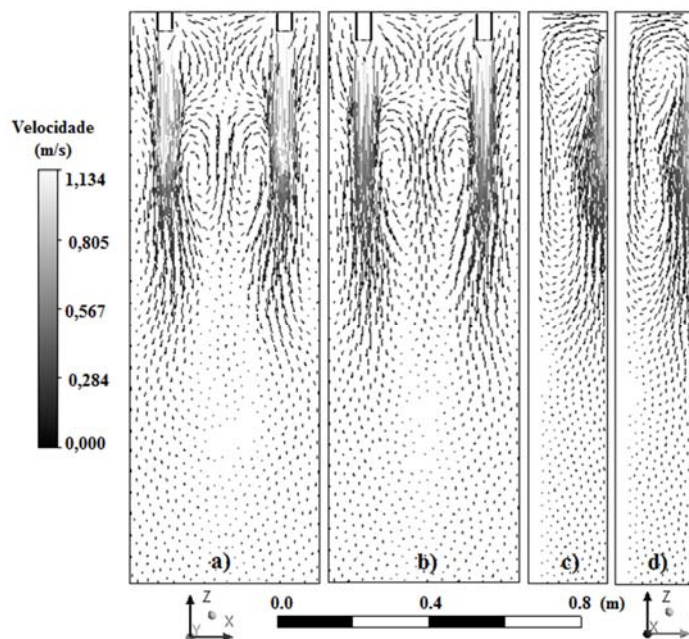 Velocidade
(m/s)
1,134
0,805
0,567
0,284
0,000
a)
b)
c)
d)
Z
Y
X
0.0
0.4
0.8
(m)
Z
X